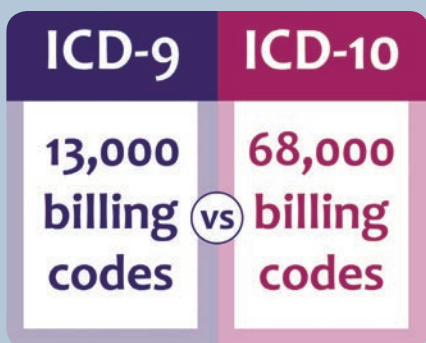 ICD-9
13,000
billing
codes
vs
ICD-10
68,000
billing
codes